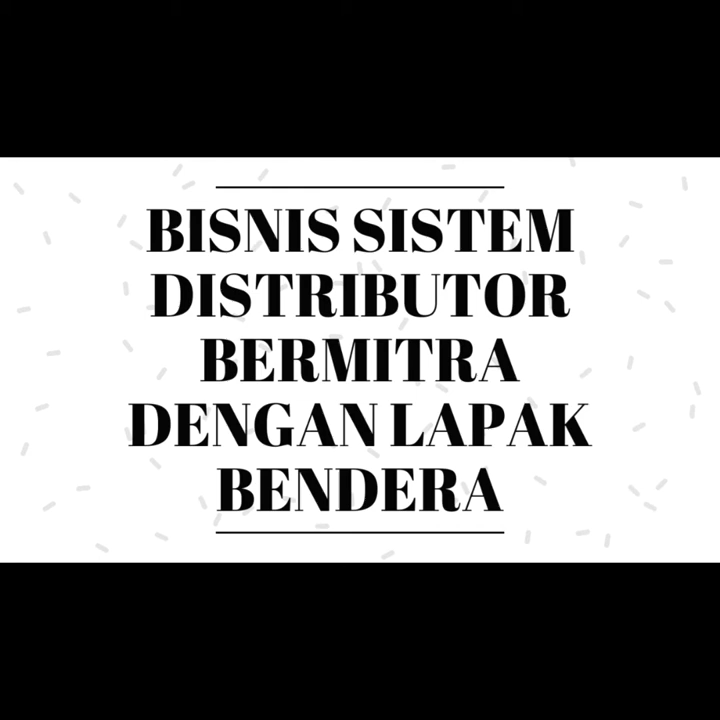 BISNIS SISTEM
DISTRIBUTOR
BERMITRA
DENGAN LAPAK
BENDERA